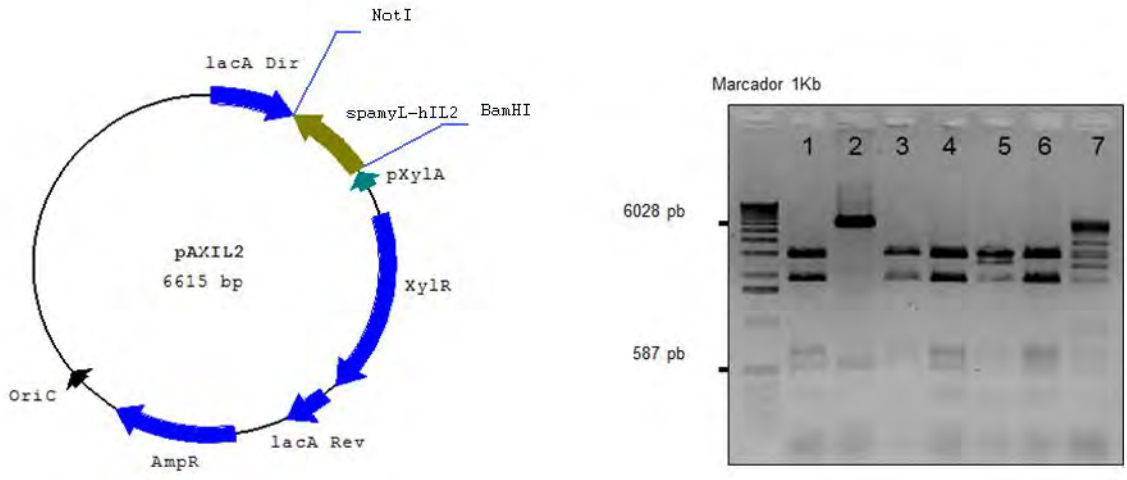 NotI
lacA Dir
spamyL-hIL2
BamHI
pXylA
pAXIL2
6615 bp
XylR
OriC
lacA Rev
AmpR
Marcador 1Kb
1 2 3 4 5 6 7
6028 pb
587 pb